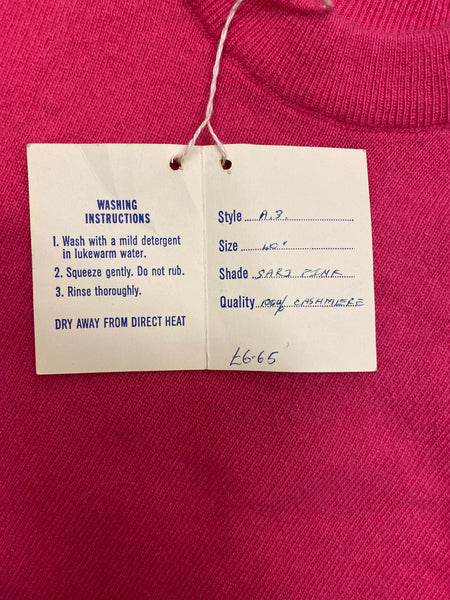 WASHING
INSTRUCTIONS
1. Wash with a mild detergent
in lukewarm water.
2. Squeeze gently. Do not rub.
3. Rinse thoroughly.
DRY AWAY FROM DIRECT HEAT
Style A.J.
Size 40"
Shade SARI PINK
Quality 100% CASHMERE
£6-65